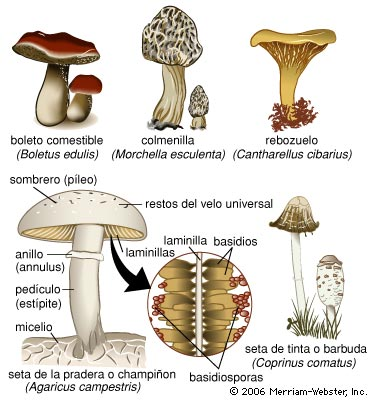 boleto comestible
(Boletus edulis)
colmenilla
(Morchella esculenta)
rebozuelo
(Cantharellus cibarius)
sombrero (píleo)
restos del velo universal
laminillas
anillo
(annulus)
pedículo
(estípite)
micelio
laminilla
basidios
basidiosporas
seta de la pradera o champiñon
(Agaricus campestris)
seta de tinta o barbuda
(Coprinus comatus)
© 2006 Merriam-Webster, Inc.